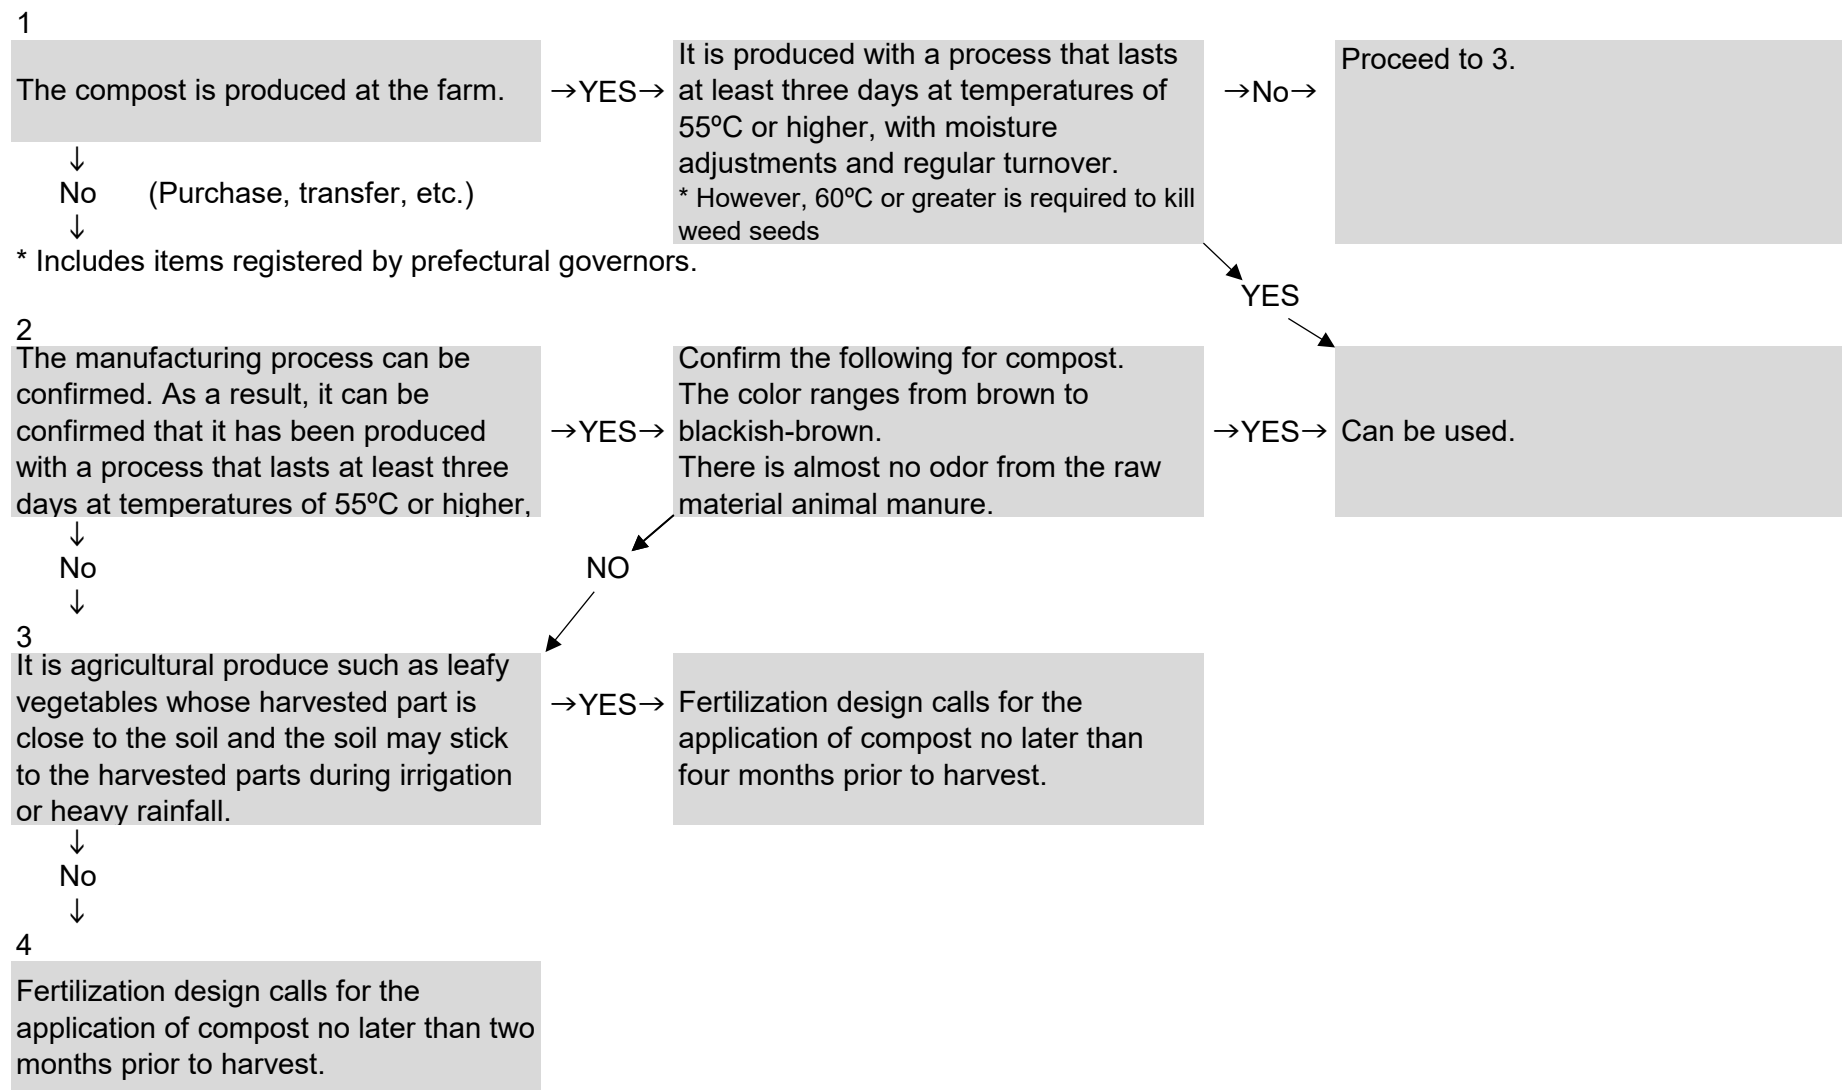 1
The compost is produced at the farm.
→YES→
It is produced with a process that lasts
at least three days at temperatures of
55ºC or higher, with moisture
adjustments and regular turnover.
* However, 60ºC or greater is required to kill
weed seeds
→No→
Proceed to 3.
↓
No (Purchase, transfer, etc.)
↓
* Includes items registered by prefectural governors.
YES
2
The manufacturing process can be
confirmed. As a result, it can be
confirmed that it has been produced
with a process that lasts at least three
days at temperatures of 55ºC or higher,
→YES→
Confirm the following for compost.
The color ranges from brown to
blackish-brown.
There is almost no odor from the raw
material animal manure.
→YES→
Can be used.
↓
No
↓
NO
3
It is agricultural produce such as leafy
vegetables whose harvested part is
close to the soil and the soil may stick
to the harvested parts during irrigation
or heavy rainfall.
→YES→
Fertilization design calls for the
application of compost no later than
four months prior to harvest.
↓
No
↓
4
Fertilization design calls for the
application of compost no later than two
months prior to harvest.